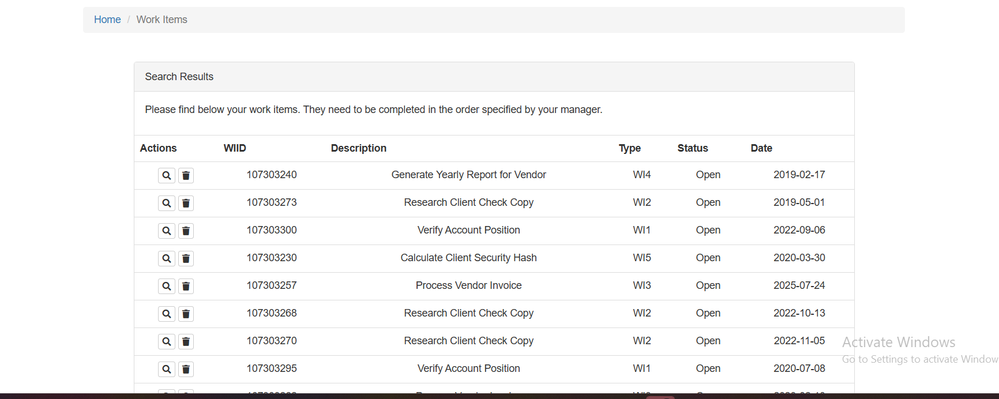 Home / Work Items
Search Results
Please find below your work items. They need to be completed in the order specified by your manager.
Actions WIID Description Type Status Date
107303240 Generate Yearly Report for Vendor WI4 Open 2019-02-17
107303273 Research Client Check Copy WI2 Open 2019-05-01
107303300 Verify Account Position WI1 Open 2022-09-06
107303230 Calculate Client Security Hash WI5 Open 2020-03-30
107303257 Process Vendor Invoice WI3 Open 2025-07-24
107303268 Research Client Check Copy WI2 Open 2022-10-13
107303270 Research Client Check Copy WI2 Open 2022-11-05
Activate Windows
Go to Settings to activate Window
107303295 Verify Account Position WI1 Open 2020-07-08